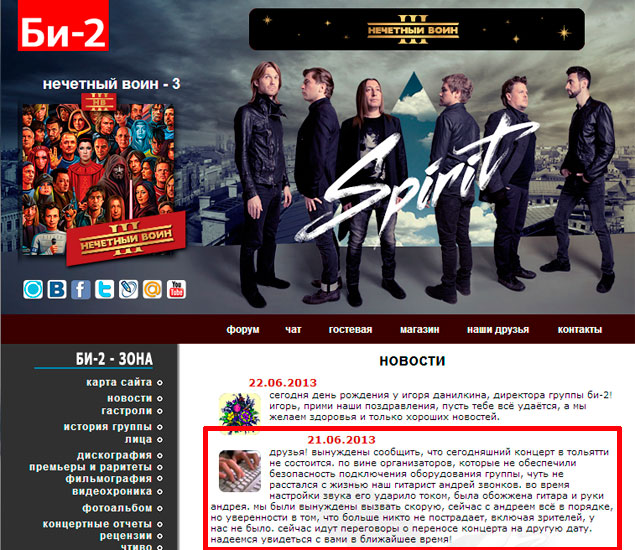 Би-2
III
НЕЧЕТНЫЙ ВОИН
нечетный воин - 3
НВ
III
НЕЧЕТНЫЙ ВОИН
Spirit
You
Tube
форум чат гостевая магазин наши друзья контакты
БИ-2 - ЗОНА
карта сайта
новости
гастроли
история группы
лица
дискография
премьеры и раритеты
фильмография
видеохроника
фотоальбом
концертные отчеты
рецензии
чтиво
новости
22.06.2013
сегодня день рождения у игоря данилкина, директора группы би-2!
игорь, прими наши поздравления, пусть тебе всё удаётся, а мы
желаем здоровья и только хороших новостей.
21.06.2013
друзья! вынуждены сообщить, что сегодняшний концерт в тольятти
не состоится. по вине организаторов, которые не обеспечили
безопасность подключения оборудования группы, чуть не
расстался с жизнью наш гитарист андрей звонков. во время
настройки звука его ударило током, была обожжена гитара и руки
андрея. мы были вынуждены вызвать скорую, сейчас с андреем всё в порядке,
но уверенности в том, что больше никто не пострадает, включая зрителей, у
нас не было. сейчас идут переговоры о переносе концерта на другую дату.
надеемся увидеться с вами в ближайшее время!